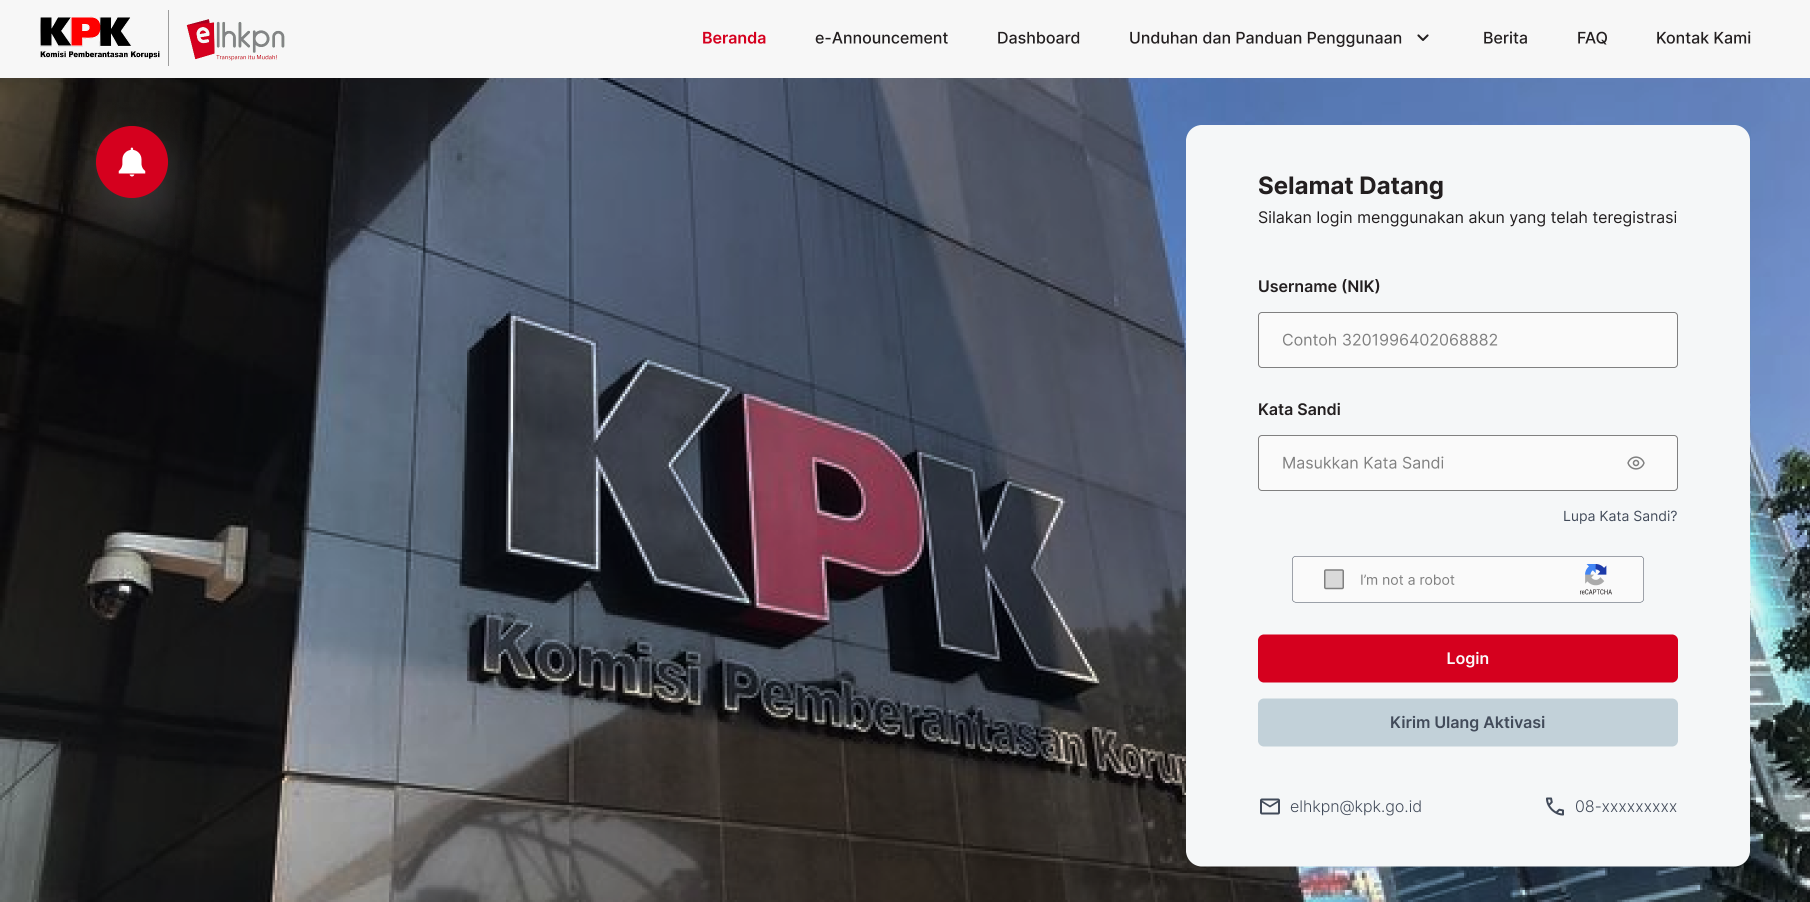 KPK
Komisi Pemberantasan Korupsi
elhkpn
Transparan Itu Mudah!
Beranda
e-Announcement
Dashboard
Unduhan dan Panduan Penggunaan
Berita
FAQ
Kontak Kami
KPK
Komisi Pemberantasan Korup
Selamat Datang
Silakan login menggunakan akun yang telah teregistrasi
Username (NIK)
Contoh 3201996402068882
Kata Sandi
Masukkan Kata Sandi
Lupa Kata Sandi?
I'm not a robot
reCAPTCHA
Login
Kirim Ulang Aktivasi
elhkpn@kpk.go.id
08-xxxxxxxxx